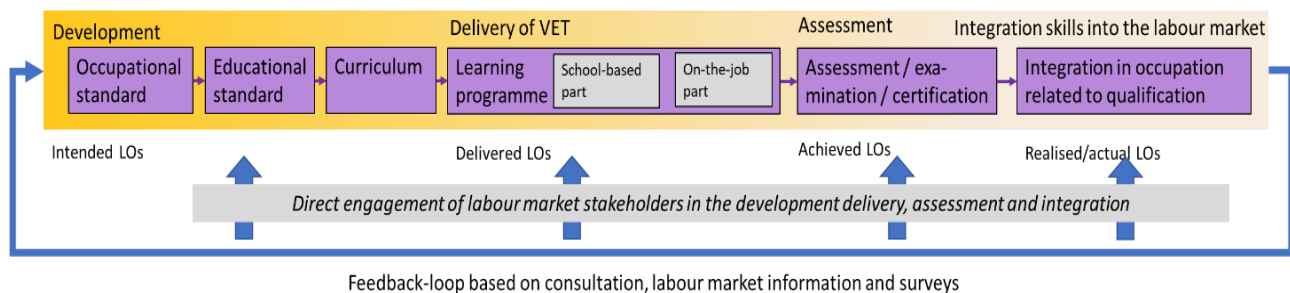 Development
Delivery of VET
Assessment
Integration skills into the labour market
Occupational
standard
Educational
standard
Curriculum
Learning
programme
School-based
part
On-the-job
part
Assessment / exa-
mination / certification
Integration in occupation
related to qualification
Intended LOs
Delivered LOs
Achieved LOs
Realised/actual LOs
Direct engagement of labour market stakeholders in the development delivery, assessment and integration
Feedback-loop based on consultation, labour market information and surveys